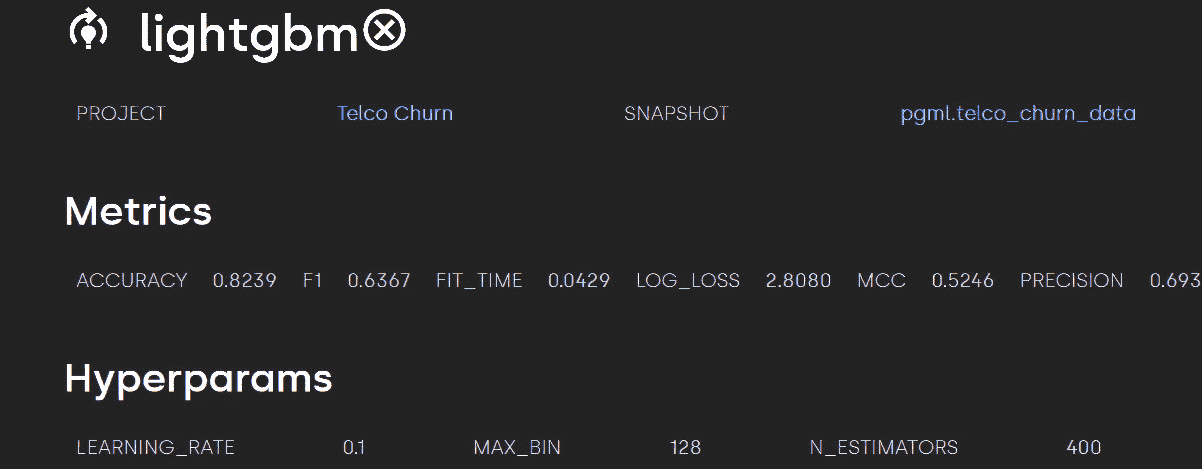 lightgbm
PROJECT Telco Churn SNAPSHOT pgml.telco_churn_data
Metrics
ACCURACY 0.8239 F1 0.6367 FIT_TIME 0.0429 LOG_LOSS 2.8080 MCC 0.5246 PRECISION 0.693
Hyperparams
LEARNING_RATE 0.1 MAX_BIN 128 N_ESTIMATORS 400